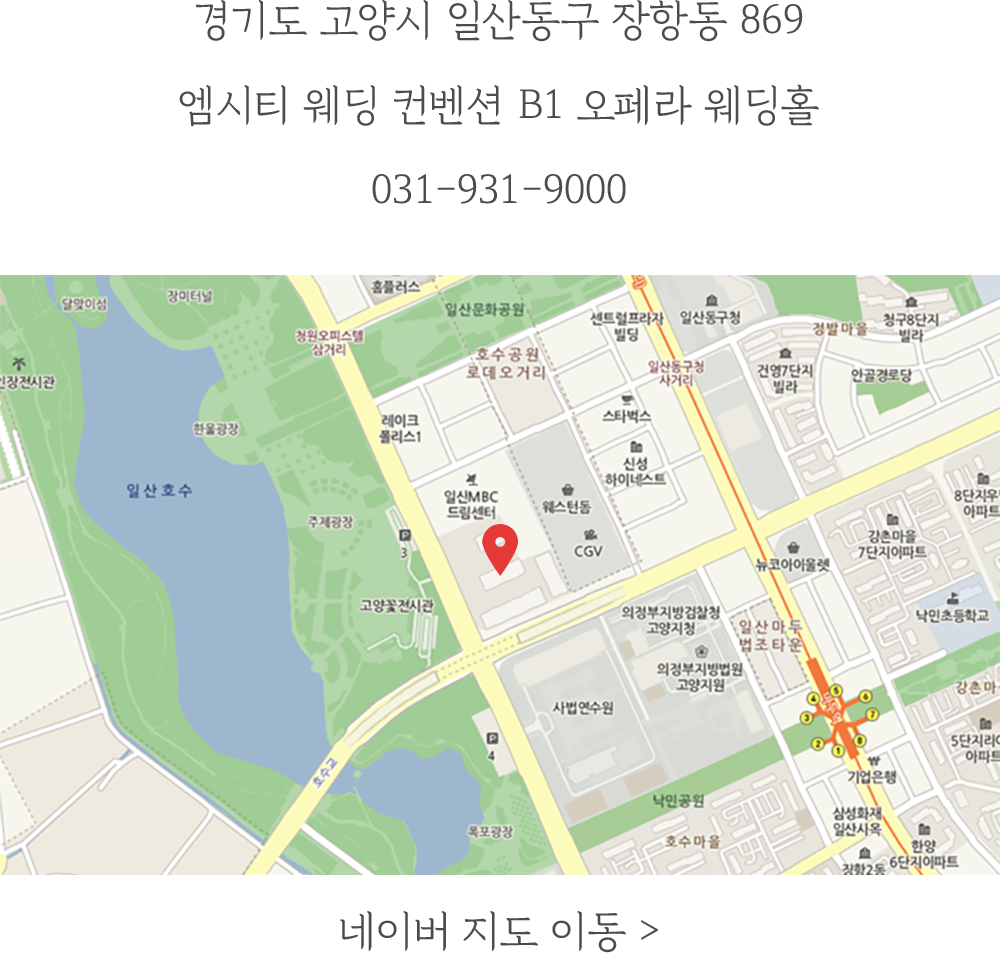 경기도 고양시 일산동구 장항동 869
엠시티 웨딩 컨벤션 B1 오페라 웨딩홀
031-931-9000
홈플러스
달맞이섬
장미터널
일산문화공원
일산동구청
센트럴프라자
빌딩
청구8단지
빌라
정발마을
청원오피스텔
삼거리
호수공원
로데오거리
일산동구청
사거리
인장전시관
건영7단지
빌라
안골경로당
한울광장
레이크
폴리스1
스타벅스
신성
하이네스트
일산호수
일산MBC
드림센터
웨스턴돔
8단지우
아파트
주제광장
P
3
CGV
강촌마을
7단지아파트
뉴코아아울렛
고양꽃전시관
의정부지방검찰청
고양지청
일산마두
법조타운
낙민초등학교
의정부지방법원
고양지원
사법연수원
강촌마
마두역
4
5
6
3
7
2
1
8
P
4
5단지라이
아파트
호수교
기업은행
낙민공원
삼성화재
일산사옥
폭포광장
호수마을
한양
6단지아파트
장항2동
네이버 지도 이동 >